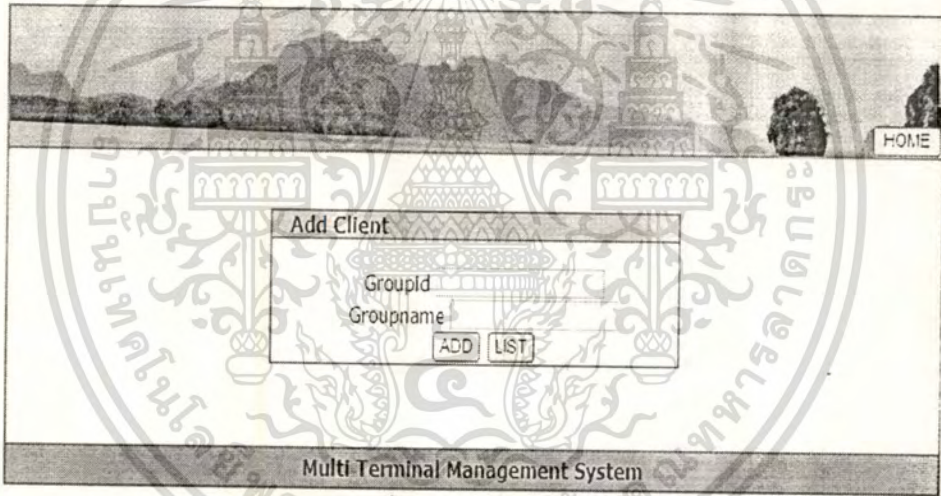 HOME
Add Client
Groupid
Groupname
ADD LIST
Multi Terminal Management System